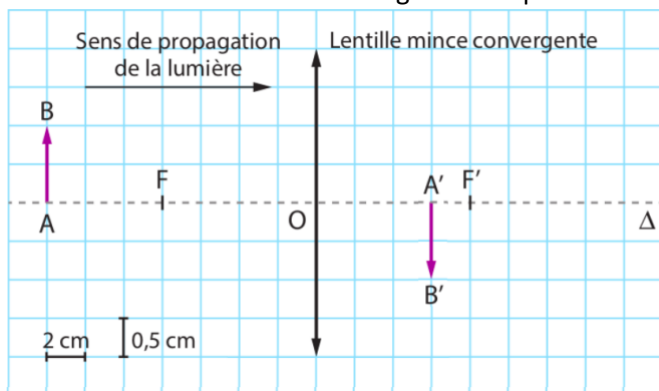 Sens de propagation
de la lumière
Lentille mince convergente
B
F
A
O
A′ F′
Δ
B′
2 cm
0,5 cm